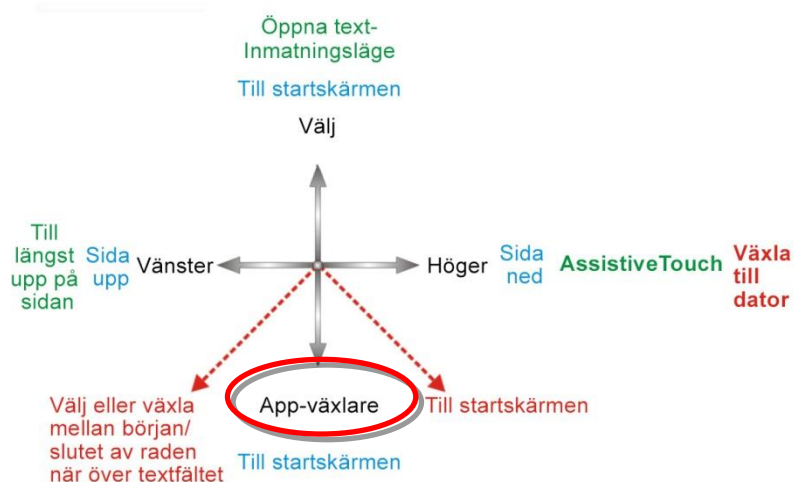 Öppna text-
Inmatningsläge
Till startskärmen
Välj
Till
längst
upp på
sidan
Sida
upp
Vänster
Höger
Sida
ned
AssistiveTouch
Växla
till
dator
Välj eller växla
mellan början/
slutet av raden
när över textfältet
App-växlare
Till startskärmen
Till startskärmen